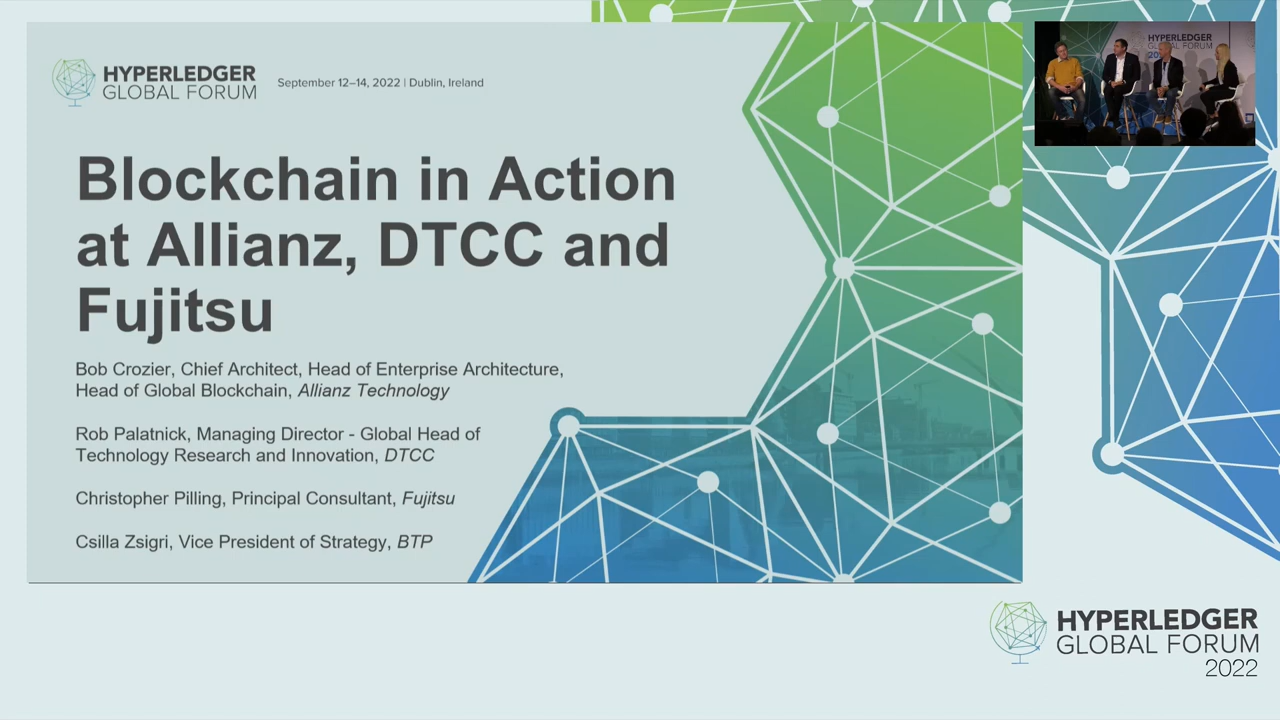 HYPERLEDGER
GLOBAL FORUM
September 12–14, 2022 | Dublin, Ireland
Blockchain in Action
at Allianz, DTCC and
Fujitsu
Bob Crozier, Chief Architect, Head of Enterprise Architecture,
Head of Global Blockchain, Allianz Technology
Rob Palatnick, Managing Director - Global Head of
Technology Research and Innovation, DTCC
Christopher Pilling, Principal Consultant, Fujitsu
Csilla Zsigri, Vice President of Strategy, BTP
HYPERLEDGER
GLOBAL FORUM
HYPERLEDGER
GLOBAL FORUM
2022